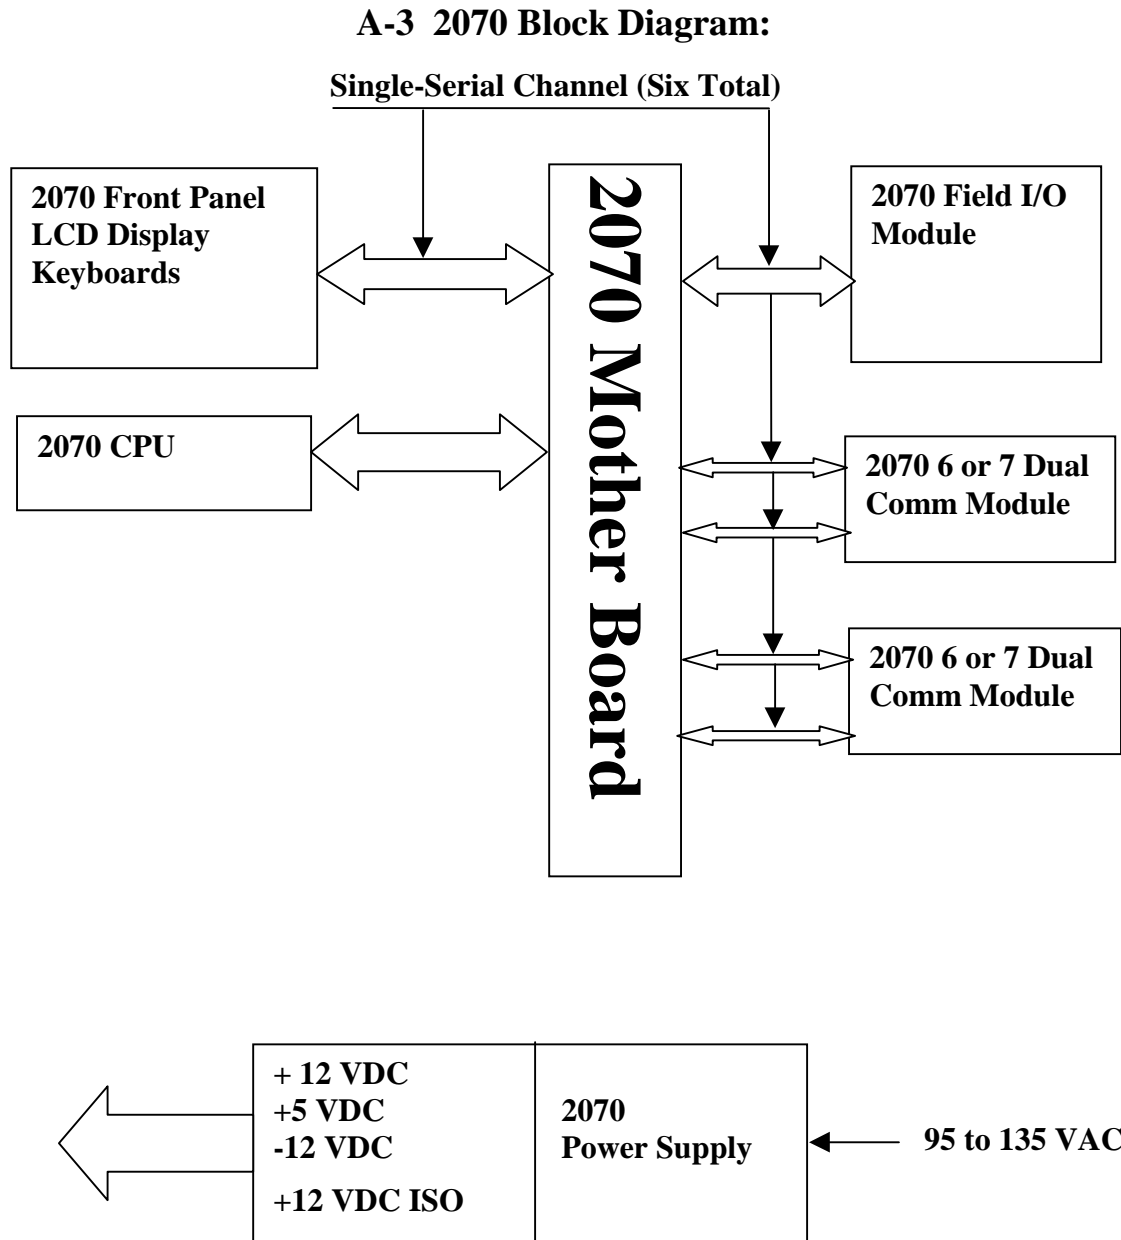 A-3 2070 Block Diagram:
Single-Serial Channel (Six Total)
2070 Front Panel
LCD Display
Keyboards
2070 Mother Board
2070 Field I/O
Module
2070 CPU
2070 6 or 7 Dual
Comm Module
2070 6 or 7 Dual
Comm Module
+ 12 VDC
+5 VDC
-12 VDC
+12 VDC ISO
2070
Power Supply
95 to 135 VAC